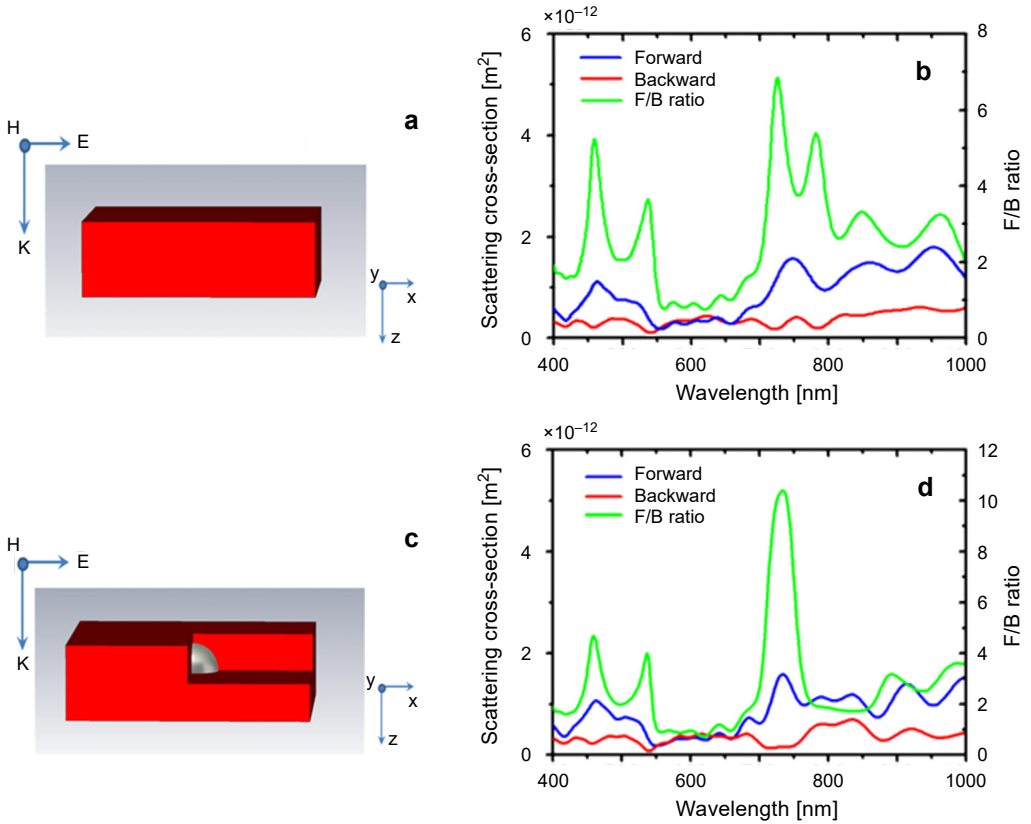 a
H
E
K
y
x
z
×10⁻¹²
b
Forward
Backward
F/B ratio
Scattering cross-section [m²]
6
4
2
0
8
6
4
2
0
F/B ratio
400
600
800
1000
Wavelength [nm]
c
H
E
K
y
x
z
×10⁻¹²
d
Forward
Backward
F/B ratio
Scattering cross-section [m²]
6
4
2
0
12
10
8
6
4
2
0
F/B ratio
400
600
800
1000
Wavelength [nm]